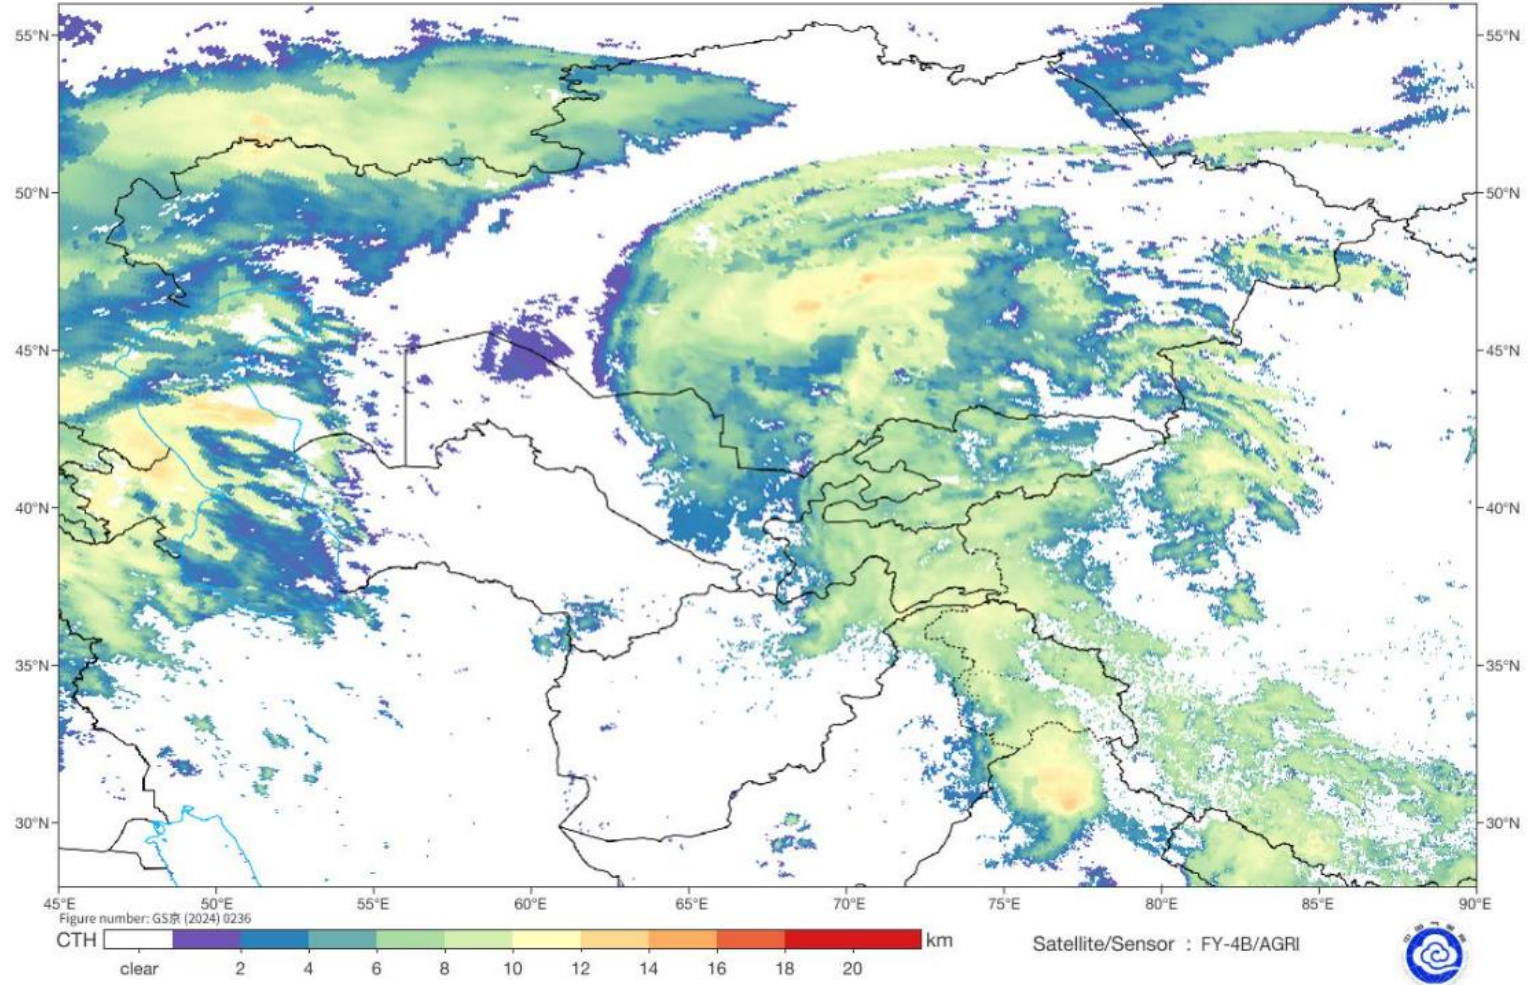 55°N 55°N
50°N 50°N
45°N 45°N
40°N 40°N
35°N 35°N
30°N 30°N
45°E 50°E 55°E 60°E 65°E 70°E 75°E 80°E 85°E 90°E
Figure number: GS京 (2024) 0236
CTH km
clear 2 4 6 8 10 12 14 16 18 20
Satellite/Sensor : FY-4B/AGRI